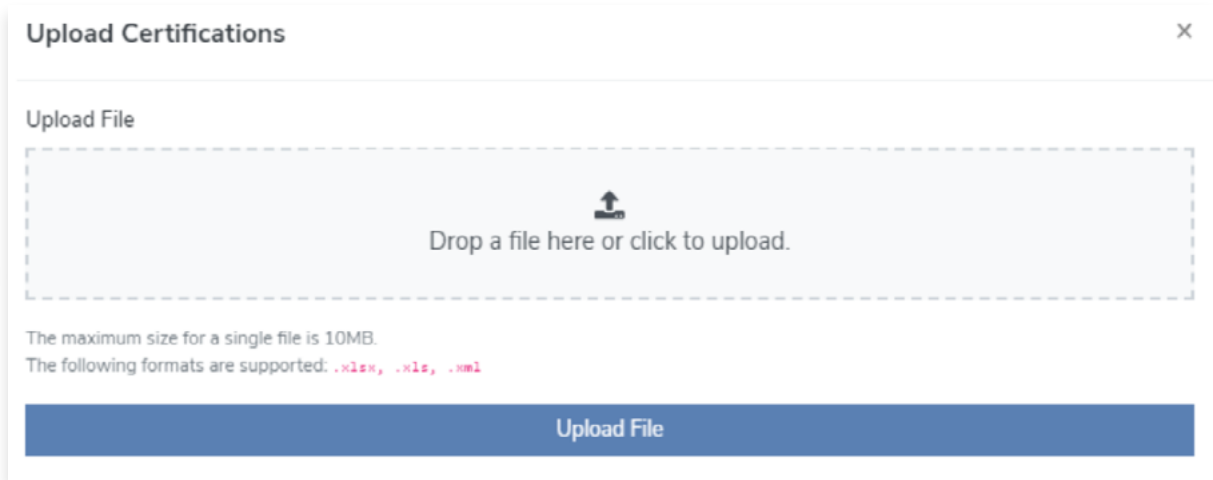 Upload Certifications
×
Upload File
Drop a file here or click to upload.
The maximum size for a single file is 10MB.
The following formats are supported: .xlsx, .xls, .xml
Upload File